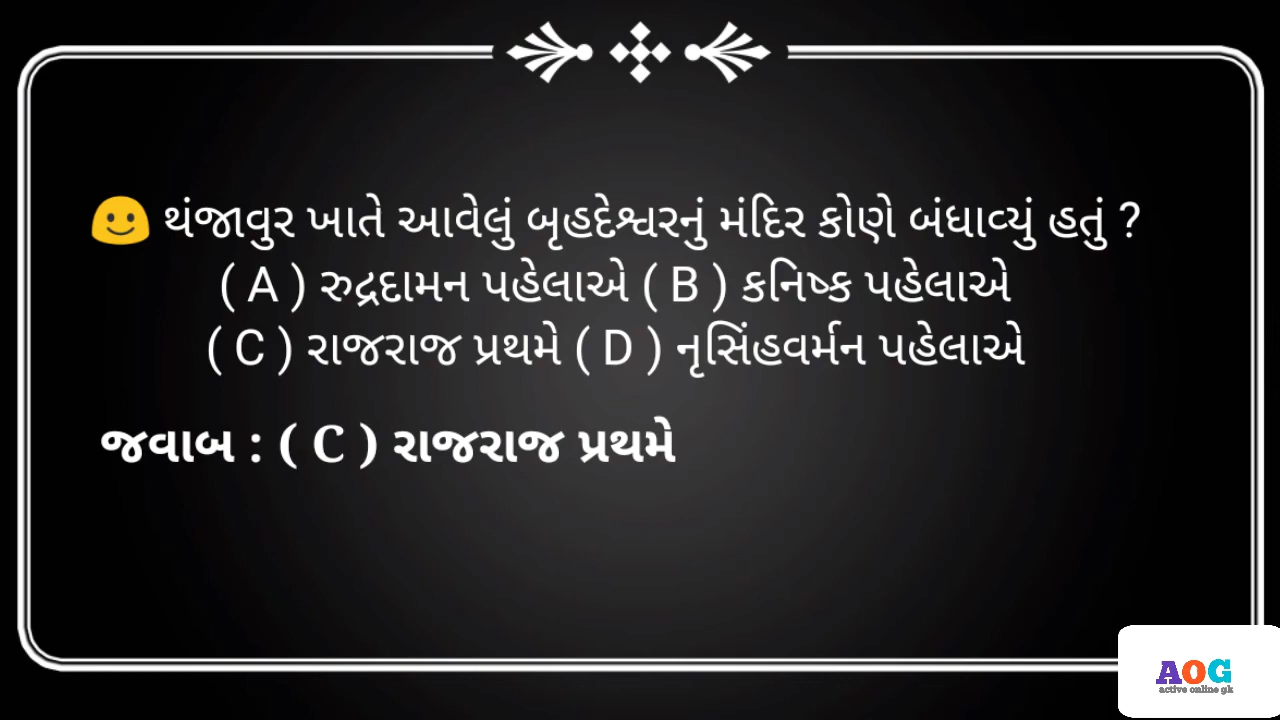 🙂 થંજાવુર ખાતે આવેલું બૃહદેશ્વરનું મંદિર કોણે બંધાવ્યું હતું ?
( A ) રુદ્રદામન પહેલાએ ( B ) કનિષ્ક પહેલાએ
( C ) રાજરાજ પ્રથમે ( D ) નૃસિંહવર્મન પહેલાએ
જવાબ : ( C ) રાજરાજ પ્રથમે
AOG
active online gk